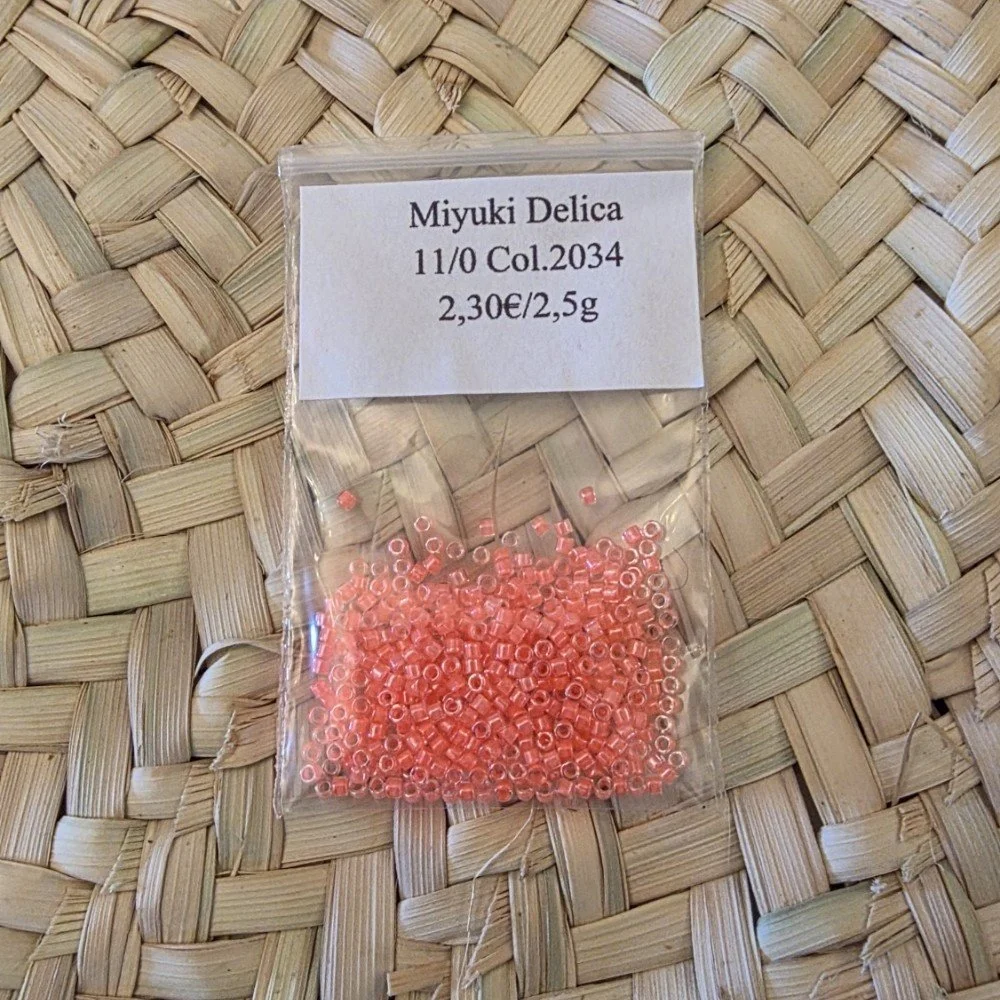 Miyuki Delica
11/0 Col.2034
2,30€/2,5g